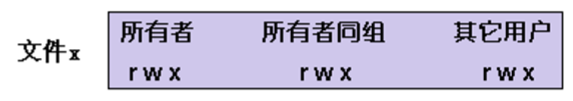 文件x
所有者 所有者同组 其它用户
r w x r w x r w x